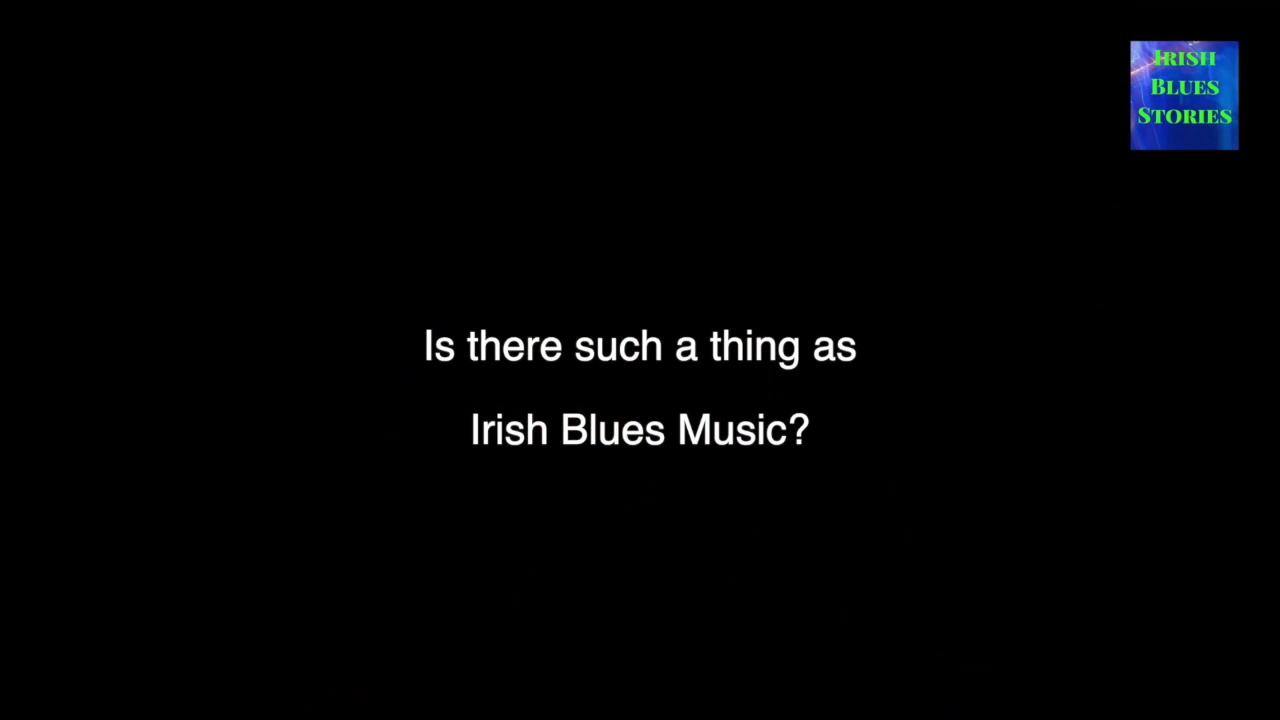 Irish
Blues
Stories
Is there such a thing as
Irish Blues Music?